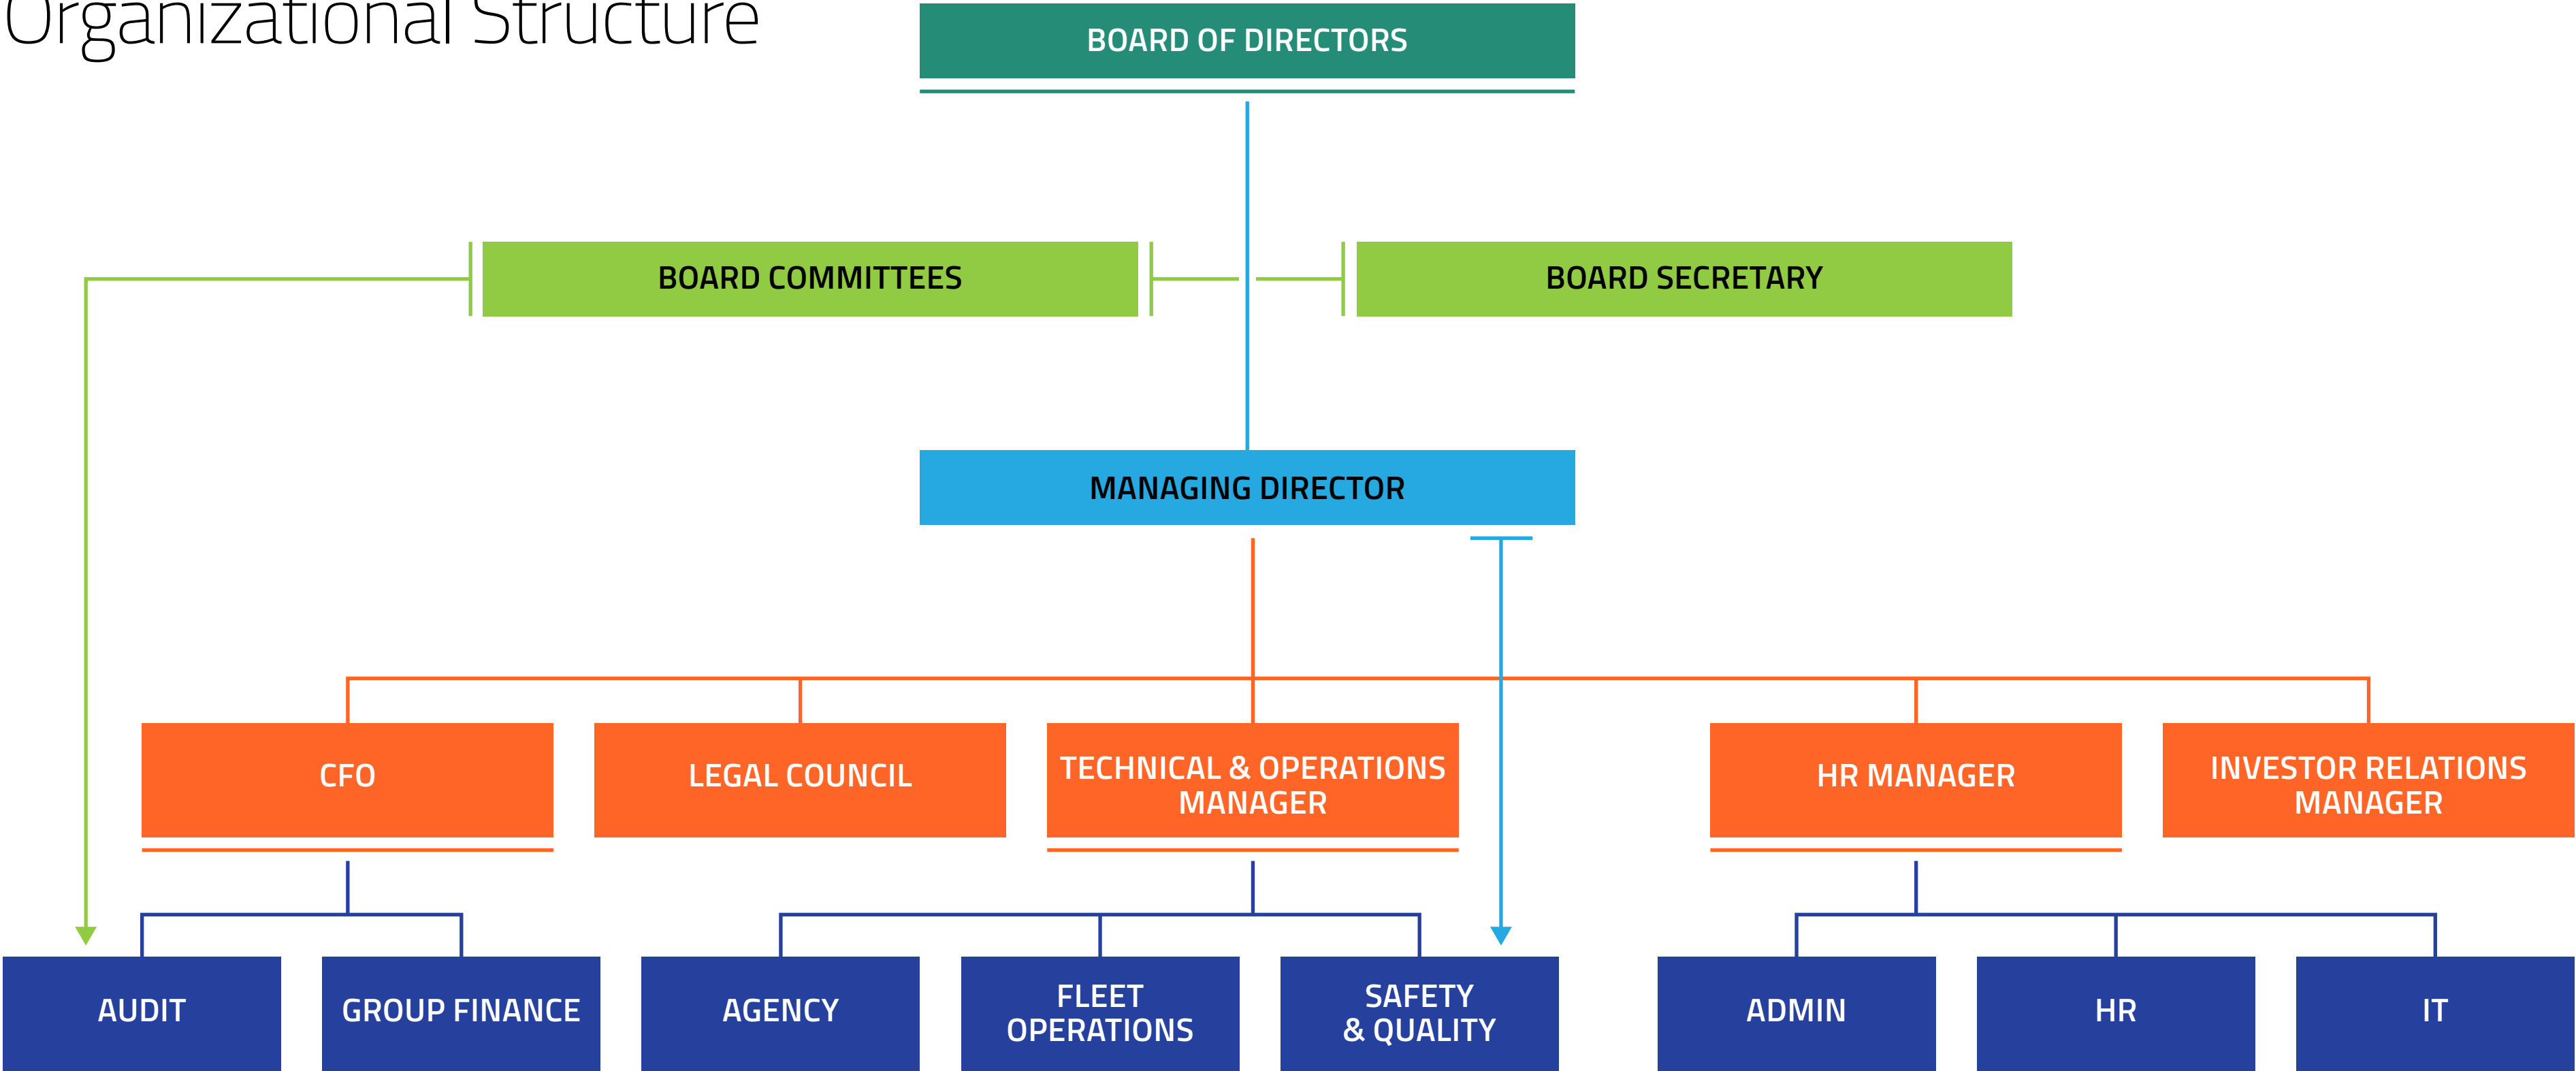 Organizational Structure
BOARD OF DIRECTORS
BOARD COMMITTEES
BOARD SECRETARY
MANAGING DIRECTOR
CFO
LEGAL COUNCIL
TECHNICAL & OPERATIONS
MANAGER
HR MANAGER
INVESTOR RELATIONS
MANAGER
AUDIT
GROUP FINANCE
AGENCY
FLEET
OPERATIONS
SAFETY
& QUALITY
ADMIN
HR
IT